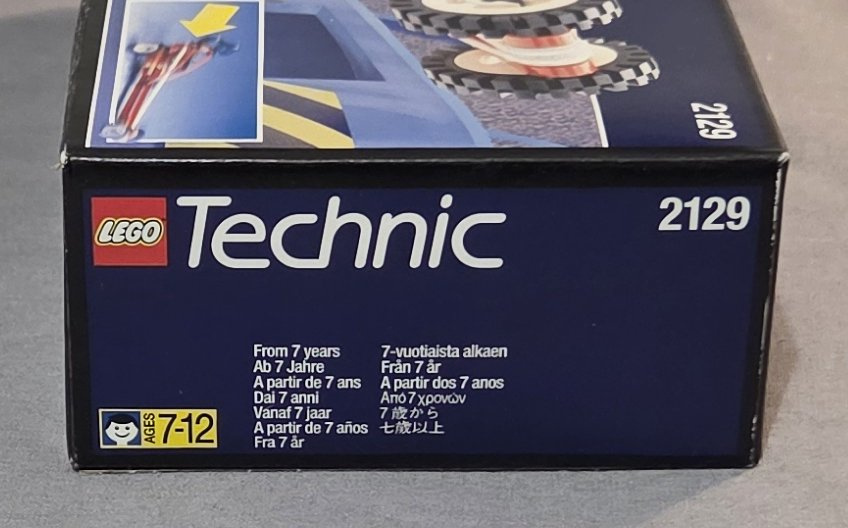 2129
LEGO Technic 2129
From 7 years
Ab 7 Jahre
A partir de 7 ans
Dai 7 anni
Vanaf 7 jaar
A partir de 7 años
Fra 7 år
7-vuotiaista alkaen
Från 7 år
A partir dos 7 anos
Από 7 χρονών
7 歳から
七歳以上
AGES 7-12